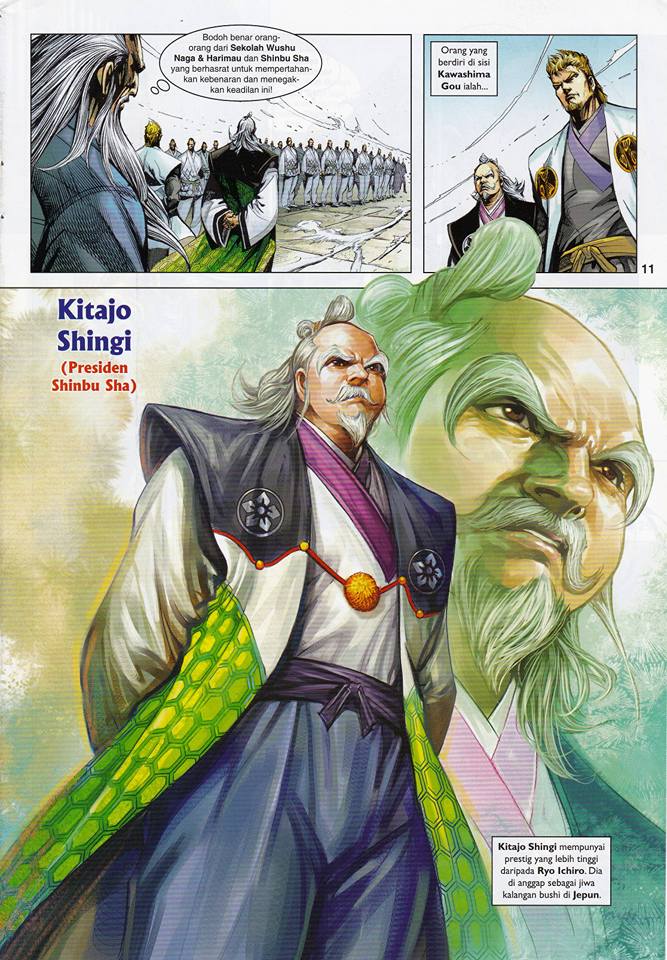 Bodoh benar orang-
orang dari Sekolah Wushu
Naga & Harimau dan Shinbu Sha
yang berhasrat untuk mempertahan-
kan kebenaran dan menegak-
kan keadilan ini!
Orang yang
berdiri di sisi
Kawashima
Gou ialah...
11
Kitajo
Shingi
(Presiden
Shinbu Sha)
Kitajo Shingi mempunyai
prestig yang lebih tinggi
daripada Ryo Ichiro. Dia
di anggap sebagai jiwa
kalangan bushi di Jepun.